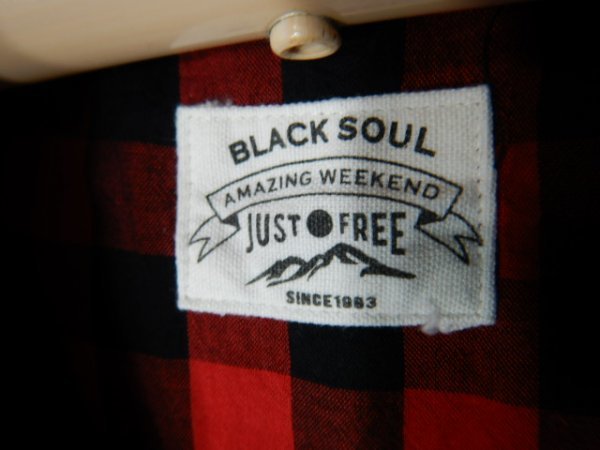 BLACK SOUL
AMAZING WEEKEND
JUST FREE
SINCE1983